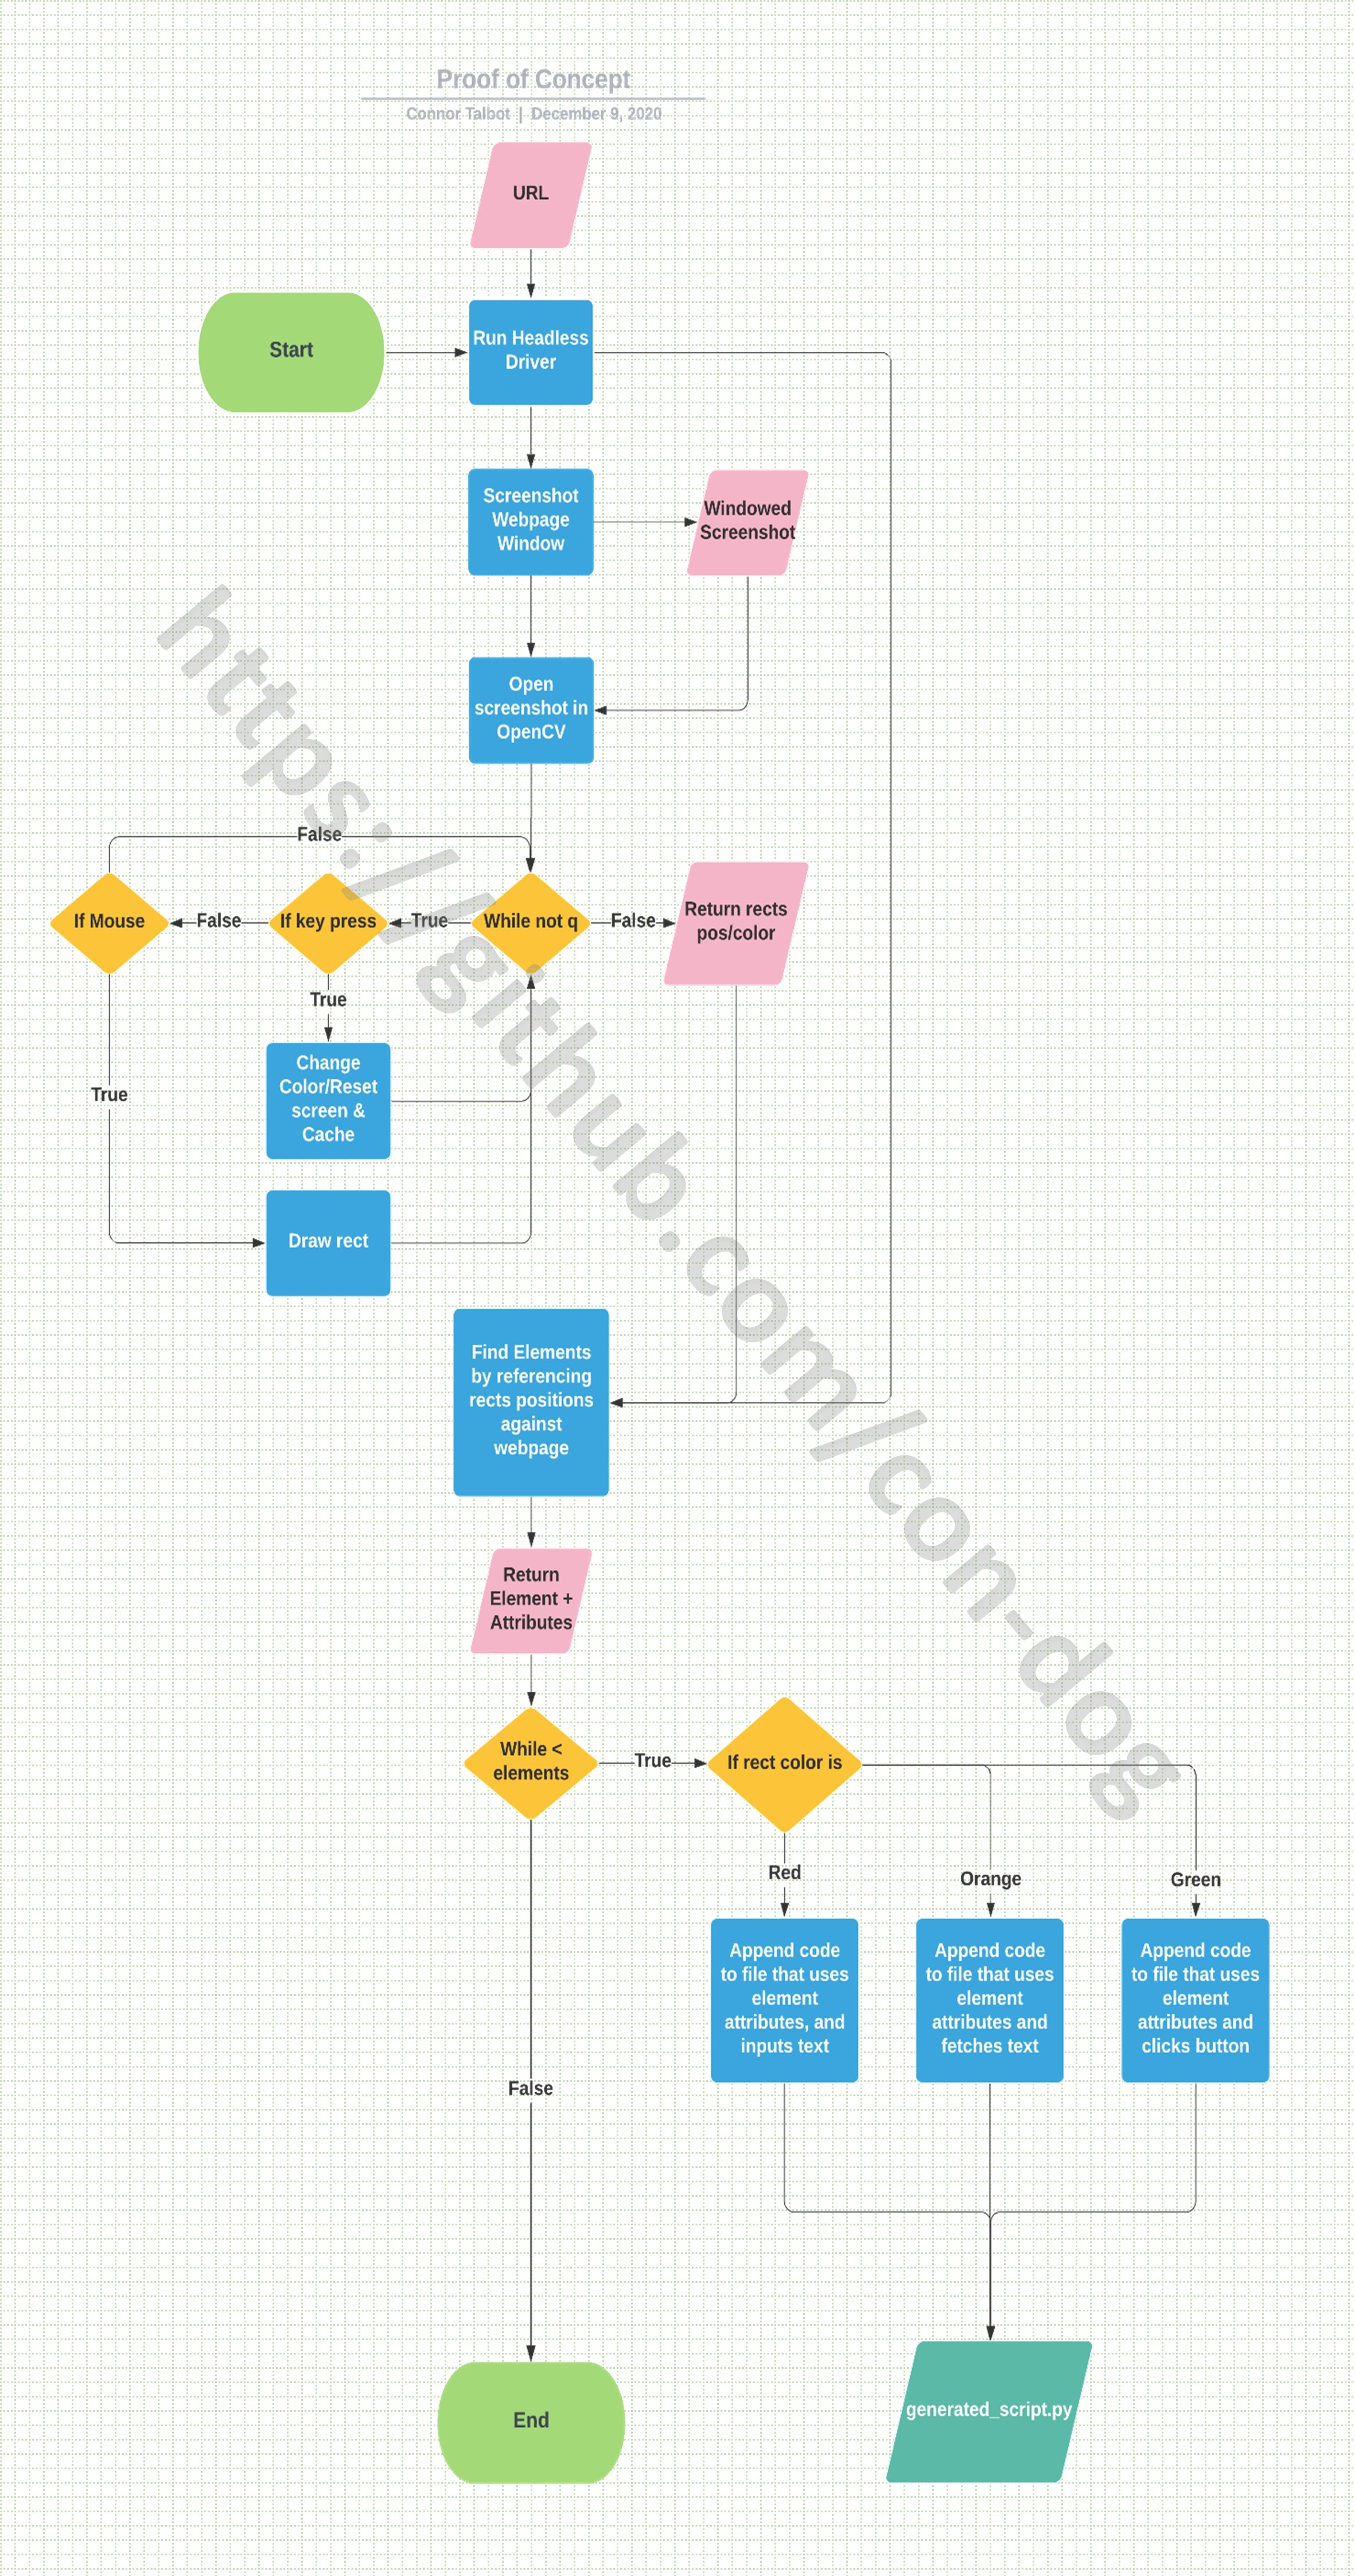 Proof of Concept
Connor Talbot | December 9, 2020
URL
Start
Run Headless
Driver
Screenshot
Webpage
Window
Windowed
Screenshot
Open
screenshot in
OpenCV
False
If Mouse
False
If key press
True
While not q
False
Return rects
pos/color
True
Change
Color/Reset
screen &
Cache
True
Draw rect
Find Elements
by referencing
rects positions
against
webpage
Return
Element +
Attributes
While <
elements
True
If rect color is
Red
Orange
Green
Append code
to file that uses
element
attributes, and
inputs text
Append code
to file that uses
element
attributes and
fetches text
Append code
to file that uses
element
attributes and
clicks button
False
End
generated_script.py
https://github.com/con-dog